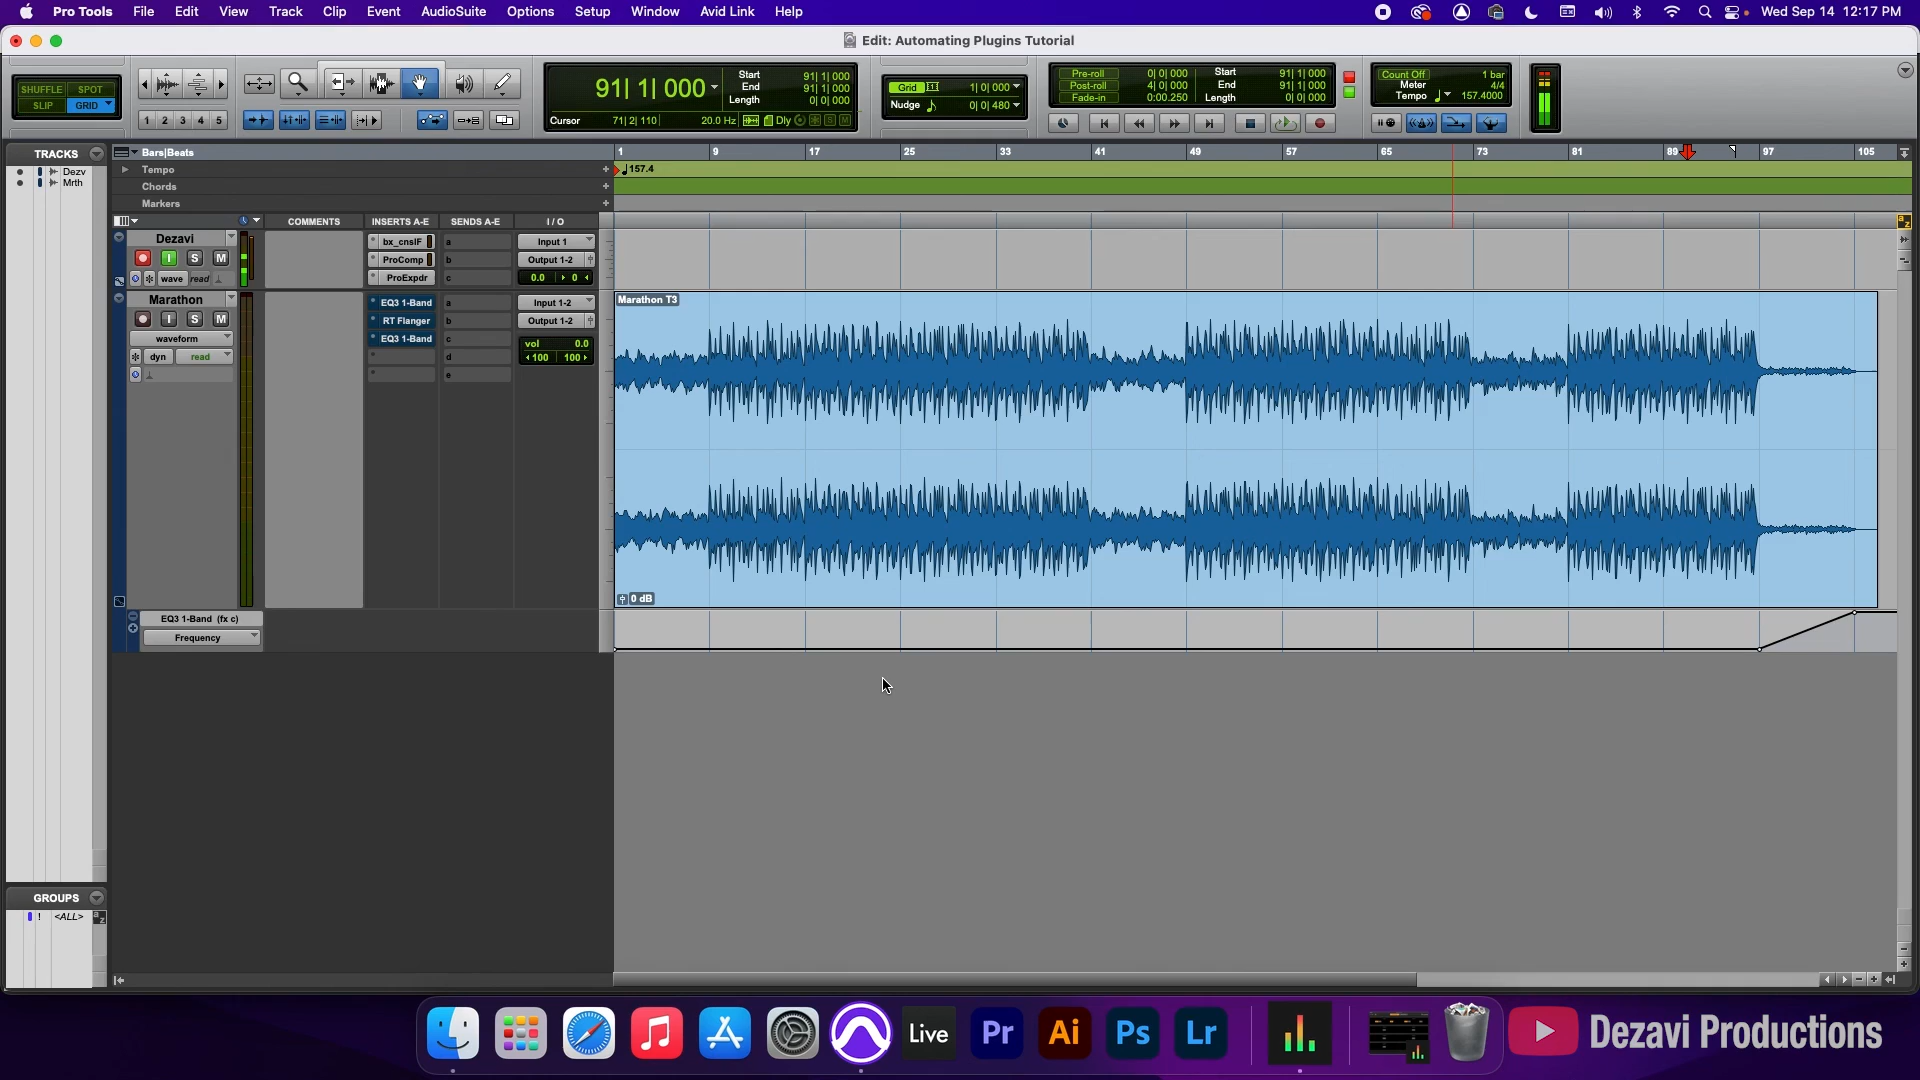 Pro Tools File Edit View Track Clip Event AudioSuite Options Setup Window Avid Link Help Wed Sep 14 12:17 PM
Edit: Automating Plugins Tutorial
SHUFFLE SPOT
SLIP GRID
1 2 3 4 5
91| 1| 000
Start 91| 1| 000
End 91| 1| 000
Length 0| 0| 000
Cursor 71| 2| 110 20.0 Hz Dly S M
Grid 1| 0| 000
Nudge 0| 0| 480
Pre-roll 0| 0| 000 Start 91| 1| 000
Post-roll 4| 0| 000 End 91| 1| 000
Fade-in 0:00.250 Length 0| 0| 000
Count Off 1 bar
Meter 4/4
Tempo 157.4000
TRACKS
Dezv
Mrth
Bars|Beats 1 9 17 25 33 41 49 57 65 73 81 89 97 105
Tempo 157.4
Chords
Markers
COMMENTS INSERTS A-E SENDS A-E I / O
Dezavi bx_cnslF a Input 1
I S M ProComp b Output 1-2
wave read ProExpdr c 0.0 0
Marathon EQ3 1-Band a Input 1-2 Marathon T3
I S M RT Flanger b Output 1-2
waveform EQ3 1-Band c vol 0.0
dyn read d 100 100
e
0 dB
EQ3 1-Band (fx c)
Frequency
GROUPS
! <ALL> a z
Live Pr Ai Ps Lr Dezavi Productions